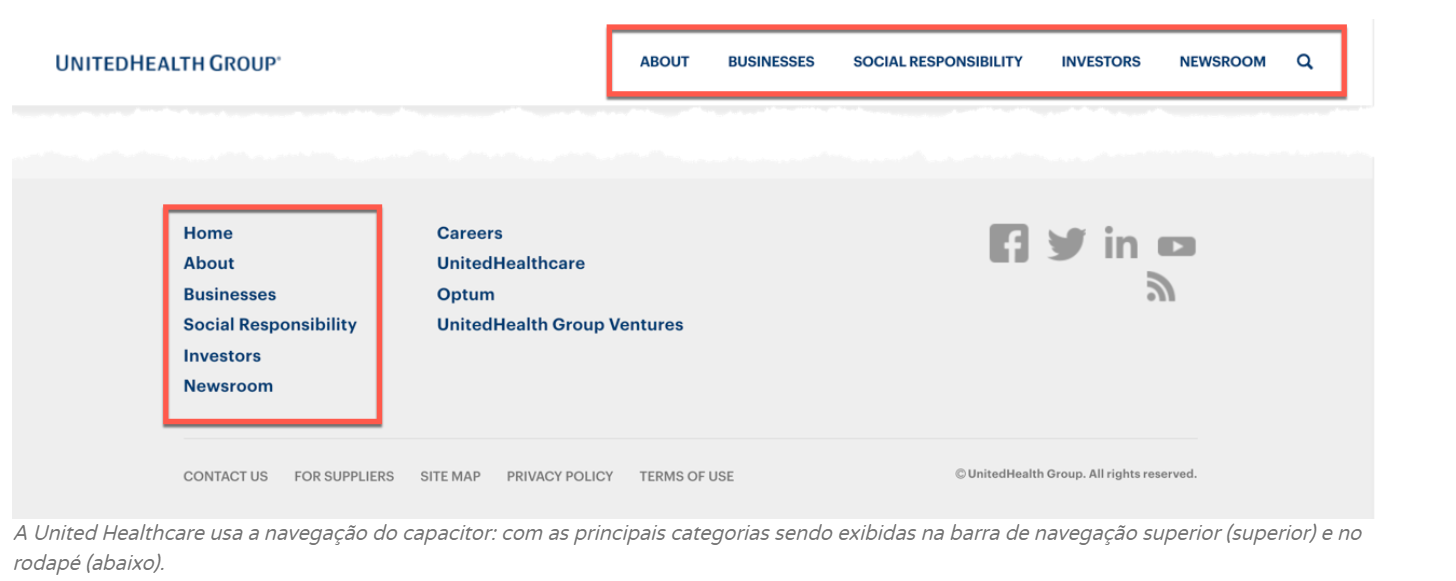 UNITEDHEALTH GROUP®
ABOUT BUSINESSES SOCIAL RESPONSIBILITY INVESTORS NEWSROOM
Home
About
Businesses
Social Responsibility
Investors
Newsroom
Careers
UnitedHealthcare
Optum
UnitedHealth Group Ventures
CONTACT US FOR SUPPLIERS SITE MAP PRIVACY POLICY TERMS OF USE
© UnitedHealth Group. All rights reserved.
A United Healthcare usa a navegação do capacitor: com as principais categorias sendo exibidas na barra de navegação superior (superior) e no
rodapé (abaixo).